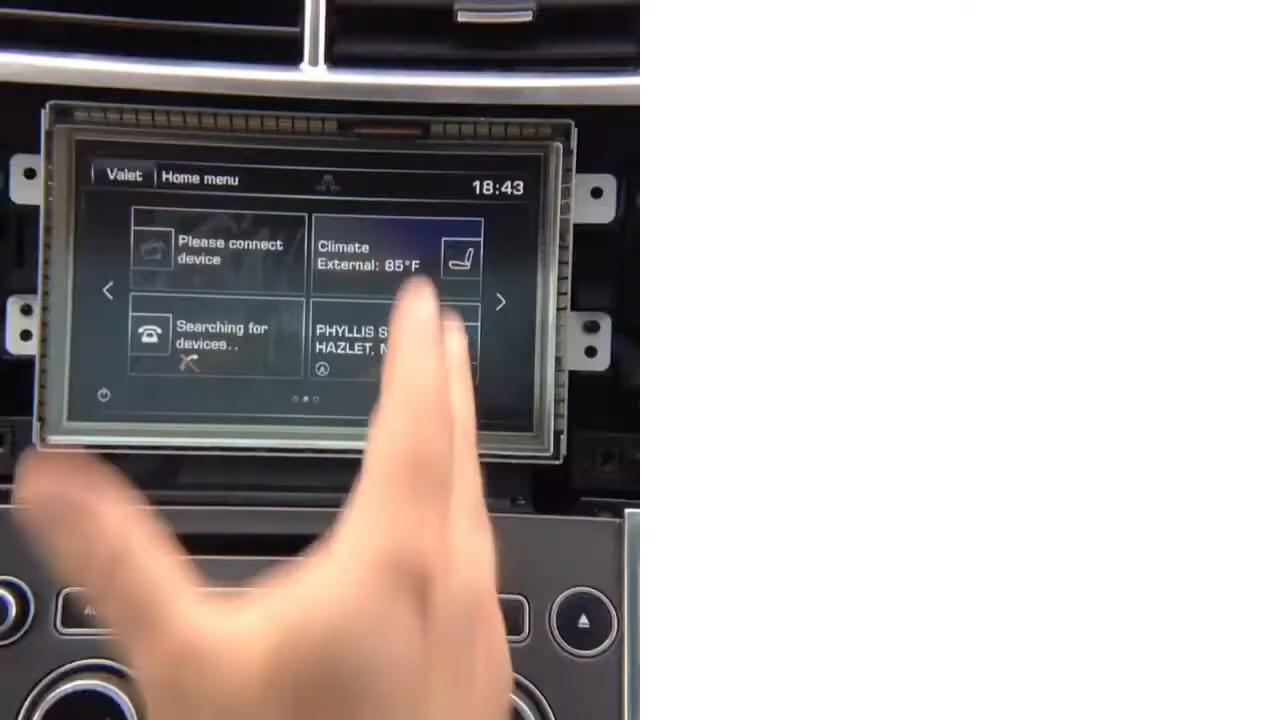 Valet
Home menu
18:43
Please connect
device
Climate
External: 85°F
Searching for
devices..
PHYLLIS
HAZLET,